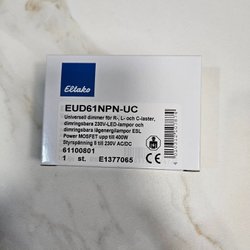 Eltako
EUD61NPN-UC
Universell dimmer för R-, L- och C-laster,
dimringsbara 230V-LED-lampor och
dimringsbara lågenergilampor ESL
Power MOSFET upp till 400W
Styrspänning 8 till 230V AC/DC
61100801
1 st. E1377065